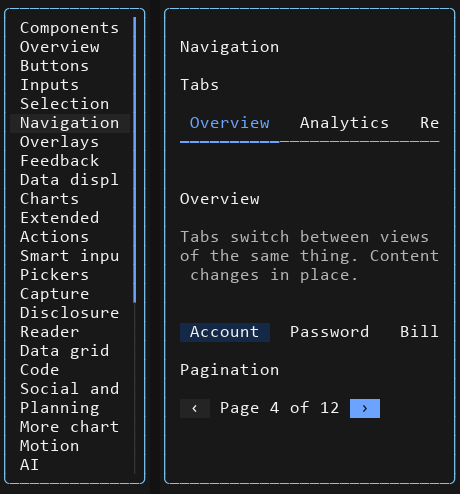 Components
Overview
Buttons
Inputs
Selection
Navigation
Overlays
Feedback
Data displ
Charts
Extended
Actions
Smart inpu
Pickers
Capture
Disclosure
Reader
Data grid
Code
Social and
Planning
More chart
Motion
AI
Navigation
Tabs
Overview Analytics Re
Overview
Tabs switch between views
of the same thing. Content
changes in place.
Account Password Bill
Pagination
‹ Page 4 of 12 ›